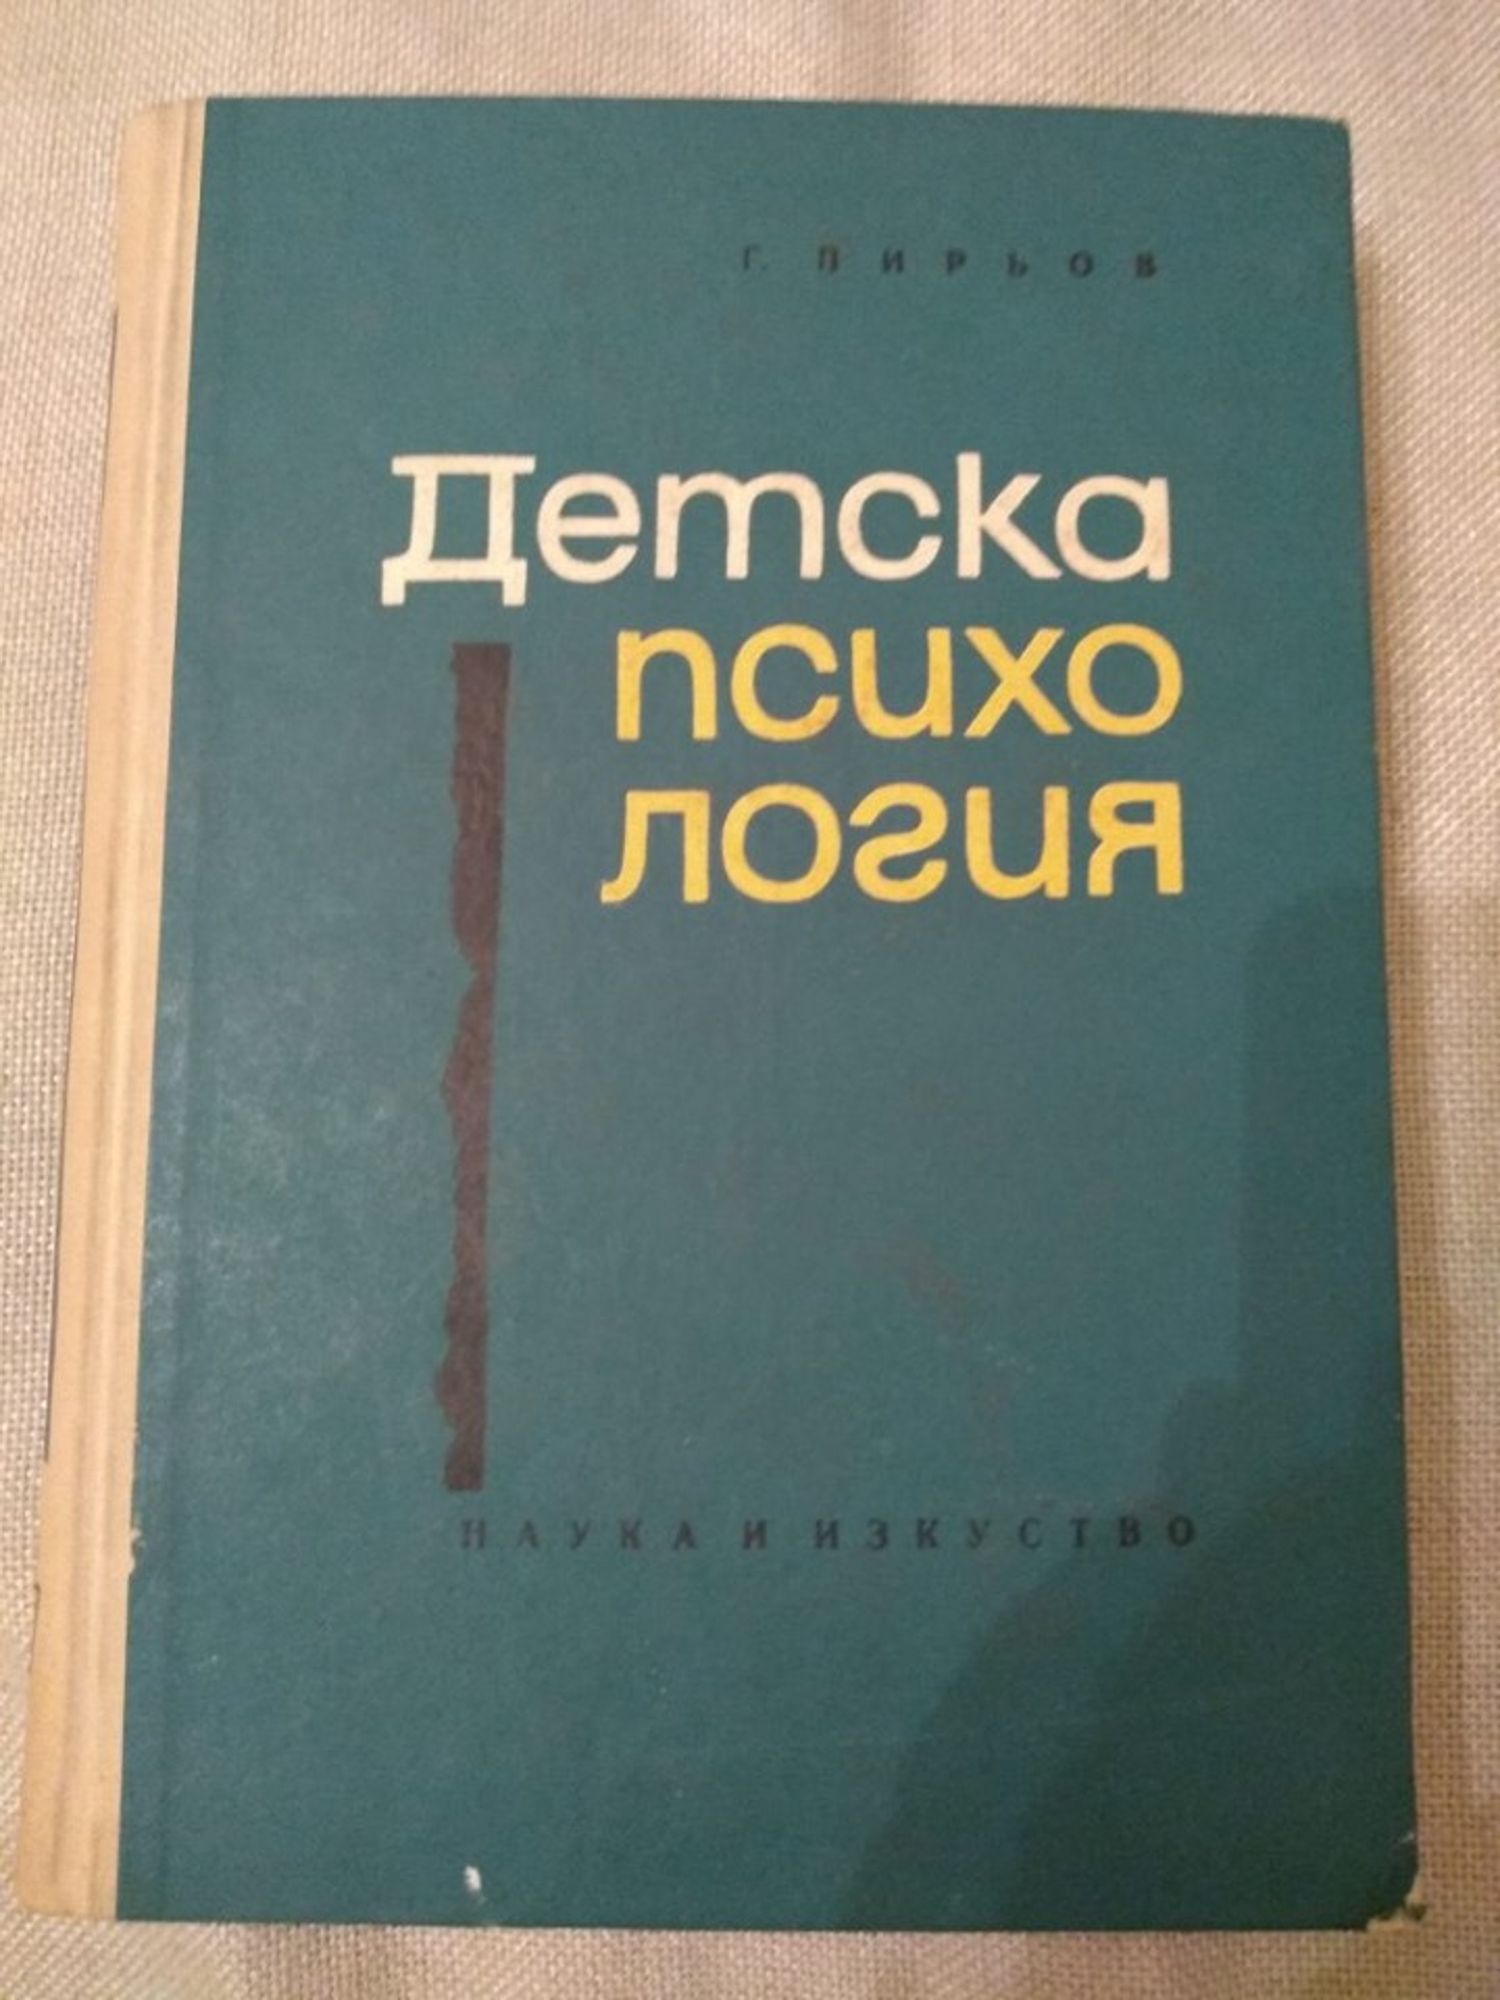 Г. ПИРЬОВ
Детска
психо
логия
НАУКА И ИЗКУСТВО